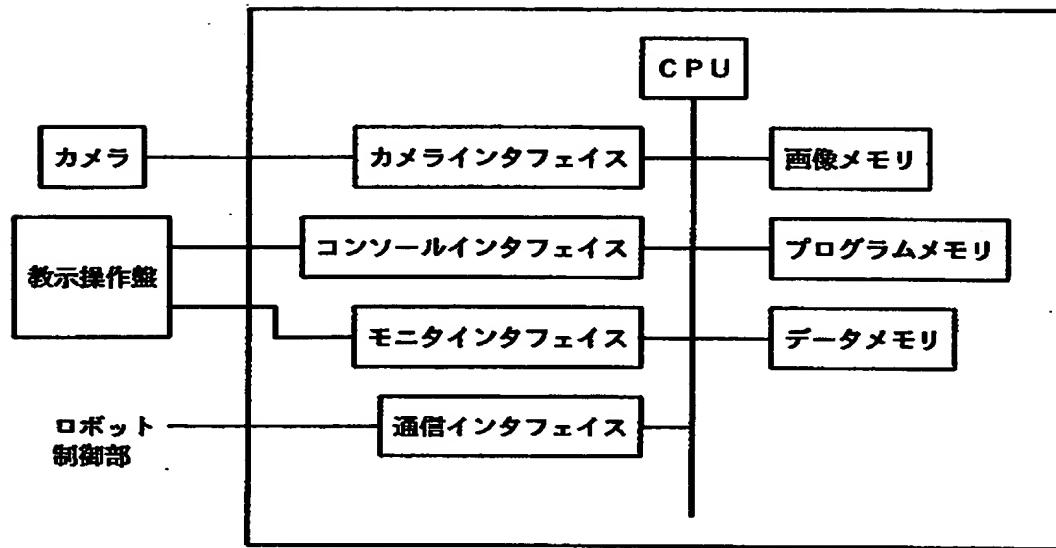 CPU
カメラ
カメラインタフェイス
画像メモリ
教示操作盤
コンソールインタフェイス
プログラムメモリ
モニタインタフェイス
データメモリ
ロボット
制御部
通信インタフェイス